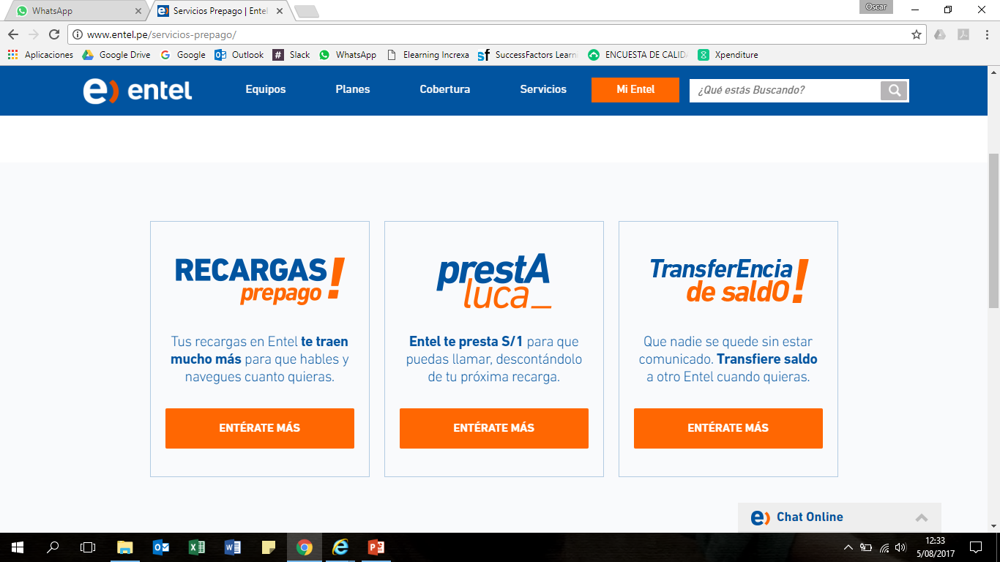 WhatsApp
Servicios Prepago | Entel
Oscar
www.entel.pe/servicios-prepago/
Aplicaciones Google Drive Google Outlook Slack WhatsApp Elearning Increxa SuccessFactors Learn ENCUESTA DE CALIDA Xpenditure
entel
Equipos Planes Cobertura Servicios Mi Entel ¿Qué estás Buscando?
RECARGAS!
prepago
Tus recargas en Entel te traen
mucho más para que hables y
navegues cuanto quieras.
ENTÉRATE MÁS
prestA
luca_
Entel te presta S/1 para que
puedas llamar, descontándolo
de tu próxima recarga.
ENTÉRATE MÁS
TransferEncia
de saldO!
Que nadie se quede sin estar
comunicado. Transfiere saldo
a otro Entel cuando quieras.
ENTÉRATE MÁS
Chat Online
12:33
5/08/2017